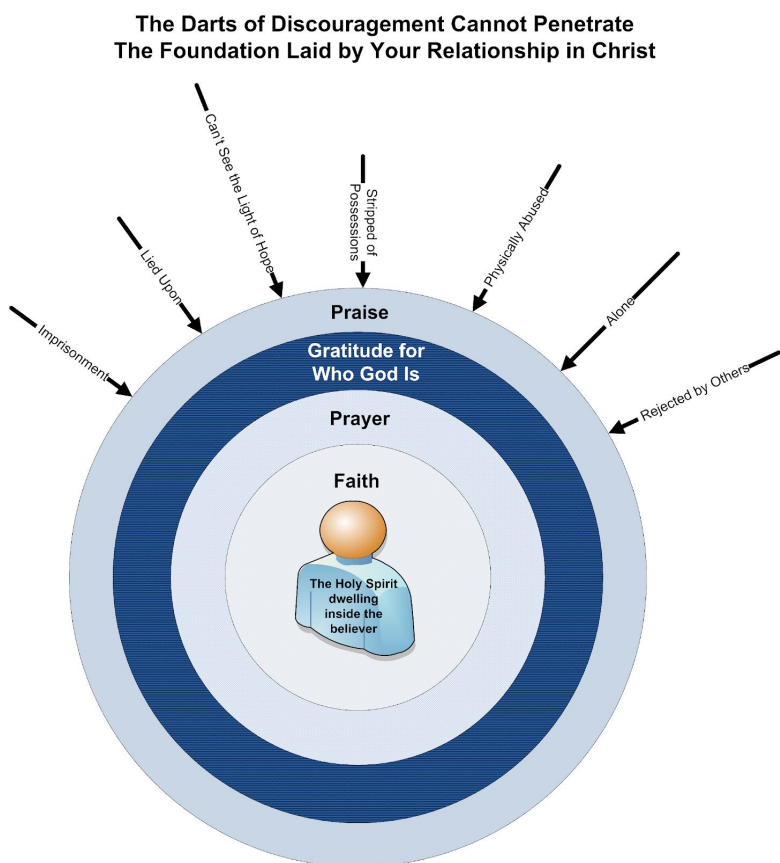 The Darts of Discouragement Cannot Penetrate
The Foundation Laid by Your Relationship in Christ
Imprisonment
Lied Upon
Can't See the Light of Hope
Stripped of
Possessions
Physically Abused
Alone
Rejected by Others
Praise
Gratitude for
Who God Is
Prayer
Faith
The Holy Spirit
dwelling
inside the
believer